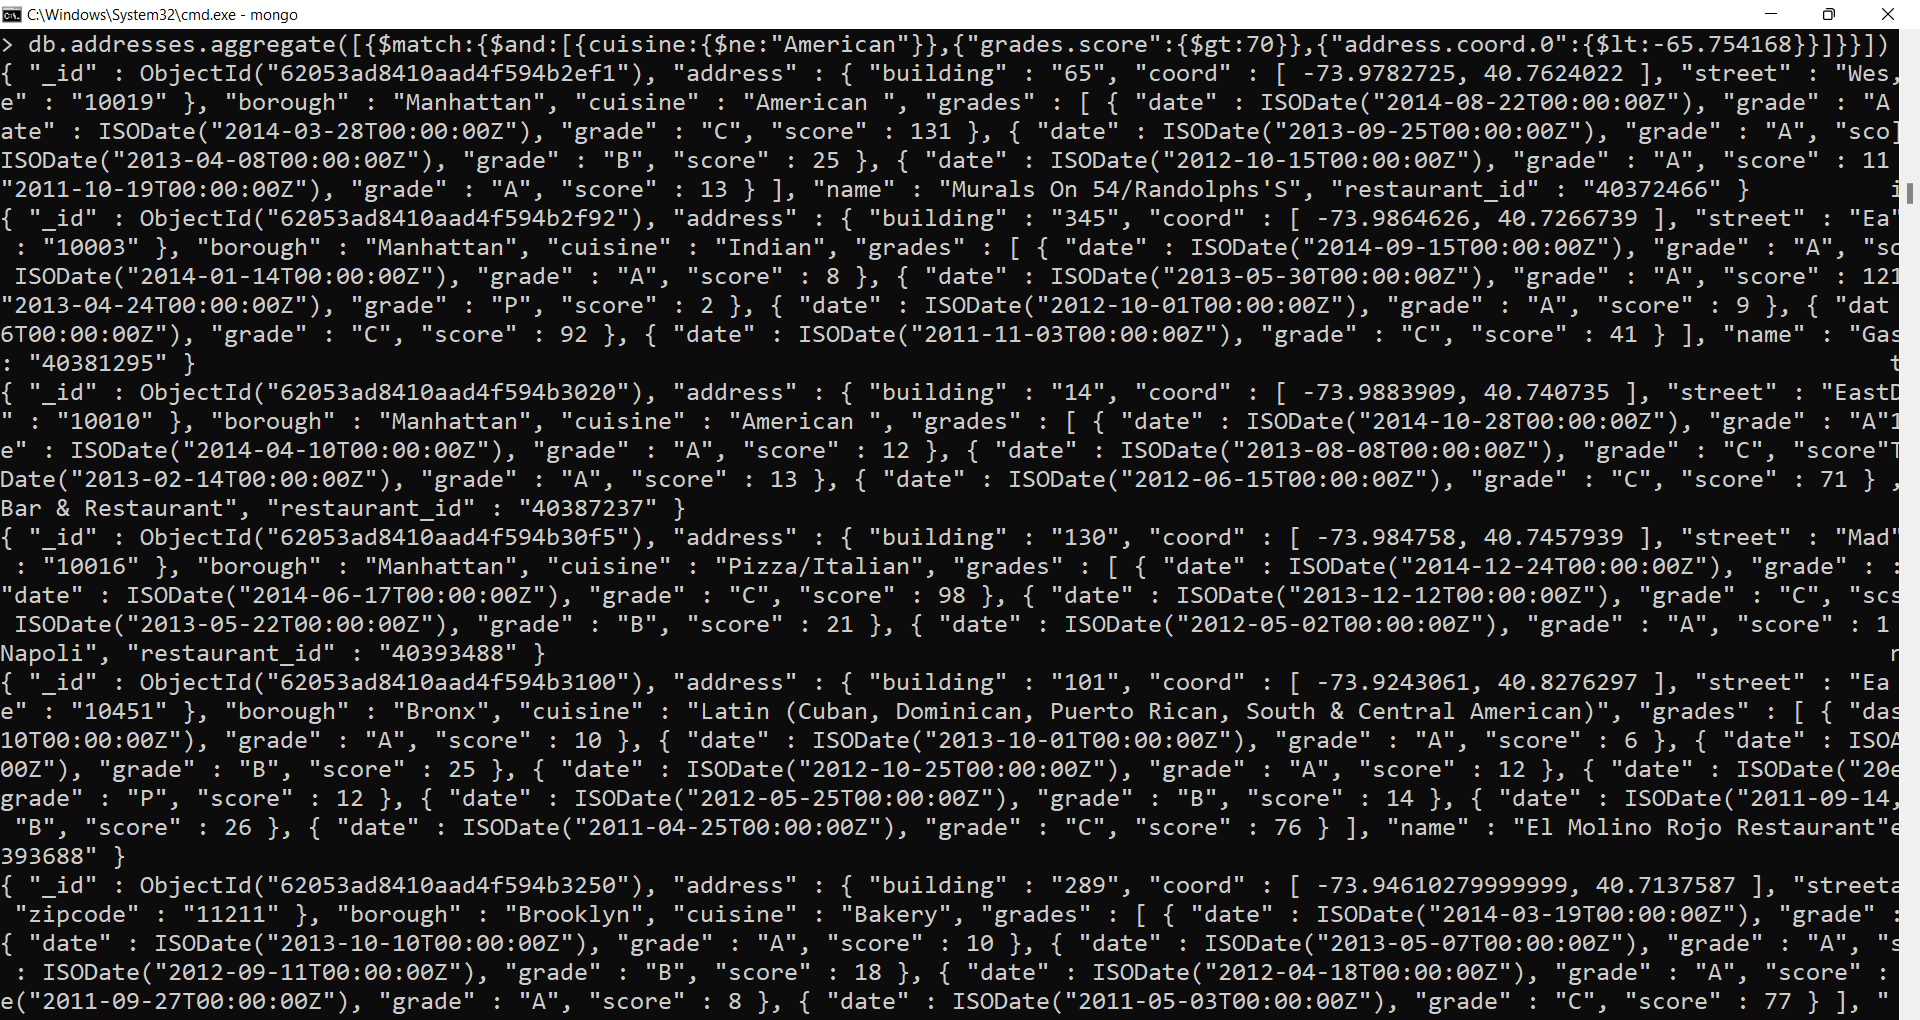 C:\Windows\System32\cmd.exe - mongo
> db.addresses.aggregate([{$match:{$and:[{cuisine:{$ne:"American"}},{"grades.score":{$gt:70}},{"address.coord.0":{$lt:-65.754168}}]}}])
{ "_id" : ObjectId("62053ad8410aad4f594b2ef1"), "address" : { "building" : "65", "coord" : [ -73.9782725, 40.7624022 ], "street" : "Wes,
e" : "10019" }, "borough" : "Manhattan", "cuisine" : "American ", "grades" : [ { "date" : ISODate("2014-08-22T00:00:00Z"), "grade" : "A
ate" : ISODate("2014-03-28T00:00:00Z"), "grade" : "C", "score" : 131 }, { "date" : ISODate("2013-09-25T00:00:00Z"), "grade" : "A", "sco]
ISODate("2013-04-08T00:00:00Z"), "grade" : "B", "score" : 25 }, { "date" : ISODate("2012-10-15T00:00:00Z"), "grade" : "A", "score" : 11
"2011-10-19T00:00:00Z"), "grade" : "A", "score" : 13 } ], "name" : "Murals On 54/Randolphs'S", "restaurant_id" : "40372466" } i
{ "_id" : ObjectId("62053ad8410aad4f594b2f92"), "address" : { "building" : "345", "coord" : [ -73.9864626, 40.7266739 ], "street" : "Ea"
: "10003" }, "borough" : "Manhattan", "cuisine" : "Indian", "grades" : [ { "date" : ISODate("2014-09-15T00:00:00Z"), "grade" : "A", "sc
ISODate("2014-01-14T00:00:00Z"), "grade" : "A", "score" : 8 }, { "date" : ISODate("2013-05-30T00:00:00Z"), "grade" : "A", "score" : 121
"2013-04-24T00:00:00Z"), "grade" : "P", "score" : 2 }, { "date" : ISODate("2012-10-01T00:00:00Z"), "grade" : "A", "score" : 9 }, { "dat
6T00:00:00Z"), "grade" : "C", "score" : 92 }, { "date" : ISODate("2011-11-03T00:00:00Z"), "grade" : "C", "score" : 41 } ], "name" : "Gas
: "40381295" } t
{ "_id" : ObjectId("62053ad8410aad4f594b3020"), "address" : { "building" : "14", "coord" : [ -73.9883909, 40.740735 ], "street" : "EastD
" : "10010" }, "borough" : "Manhattan", "cuisine" : "American ", "grades" : [ { "date" : ISODate("2014-10-28T00:00:00Z"), "grade" : "A"1
e" : ISODate("2014-04-10T00:00:00Z"), "grade" : "A", "score" : 12 }, { "date" : ISODate("2013-08-08T00:00:00Z"), "grade" : "C", "score"T
Date("2013-02-14T00:00:00Z"), "grade" : "A", "score" : 13 }, { "date" : ISODate("2012-06-15T00:00:00Z"), "grade" : "C", "score" : 71 } ,
Bar & Restaurant", "restaurant_id" : "40387237" }
{ "_id" : ObjectId("62053ad8410aad4f594b30f5"), "address" : { "building" : "130", "coord" : [ -73.984758, 40.7457939 ], "street" : "Mad"
: "10016" }, "borough" : "Manhattan", "cuisine" : "Pizza/Italian", "grades" : [ { "date" : ISODate("2014-12-24T00:00:00Z"), "grade" : :
"date" : ISODate("2014-06-17T00:00:00Z"), "grade" : "C", "score" : 98 }, { "date" : ISODate("2013-12-12T00:00:00Z"), "grade" : "C", "scs
ISODate("2013-05-22T00:00:00Z"), "grade" : "B", "score" : 21 }, { "date" : ISODate("2012-05-02T00:00:00Z"), "grade" : "A", "score" : 1
Napoli", "restaurant_id" : "40393488" } r
{ "_id" : ObjectId("62053ad8410aad4f594b3100"), "address" : { "building" : "101", "coord" : [ -73.9243061, 40.8276297 ], "street" : "Ea
e" : "10451" }, "borough" : "Bronx", "cuisine" : "Latin (Cuban, Dominican, Puerto Rican, South & Central American)", "grades" : [ { "das
10T00:00:00Z"), "grade" : "A", "score" : 10 }, { "date" : ISODate("2013-10-01T00:00:00Z"), "grade" : "A", "score" : 6 }, { "date" : ISOA
00Z"), "grade" : "B", "score" : 25 }, { "date" : ISODate("2012-10-25T00:00:00Z"), "grade" : "A", "score" : 12 }, { "date" : ISODate("20e
grade" : "P", "score" : 12 }, { "date" : ISODate("2012-05-25T00:00:00Z"), "grade" : "B", "score" : 14 }, { "date" : ISODate("2011-09-14,
"B", "score" : 26 }, { "date" : ISODate("2011-04-25T00:00:00Z"), "grade" : "C", "score" : 76 } ], "name" : "El Molino Rojo Restaurant"e
393688" }
{ "_id" : ObjectId("62053ad8410aad4f594b3250"), "address" : { "building" : "289", "coord" : [ -73.94610279999999, 40.7137587 ], "streeta
"zipcode" : "11211" }, "borough" : "Brooklyn", "cuisine" : "Bakery", "grades" : [ { "date" : ISODate("2014-03-19T00:00:00Z"), "grade" :
{ "date" : ISODate("2013-10-10T00:00:00Z"), "grade" : "A", "score" : 10 }, { "date" : ISODate("2013-05-07T00:00:00Z"), "grade" : "A", "s
: ISODate("2012-09-11T00:00:00Z"), "grade" : "B", "score" : 18 }, { "date" : ISODate("2012-04-18T00:00:00Z"), "grade" : "A", "score" :
e("2011-09-27T00:00:00Z"), "grade" : "A", "score" : 8 }, { "date" : ISODate("2011-05-03T00:00:00Z"), "grade" : "C", "score" : 77 } ], "